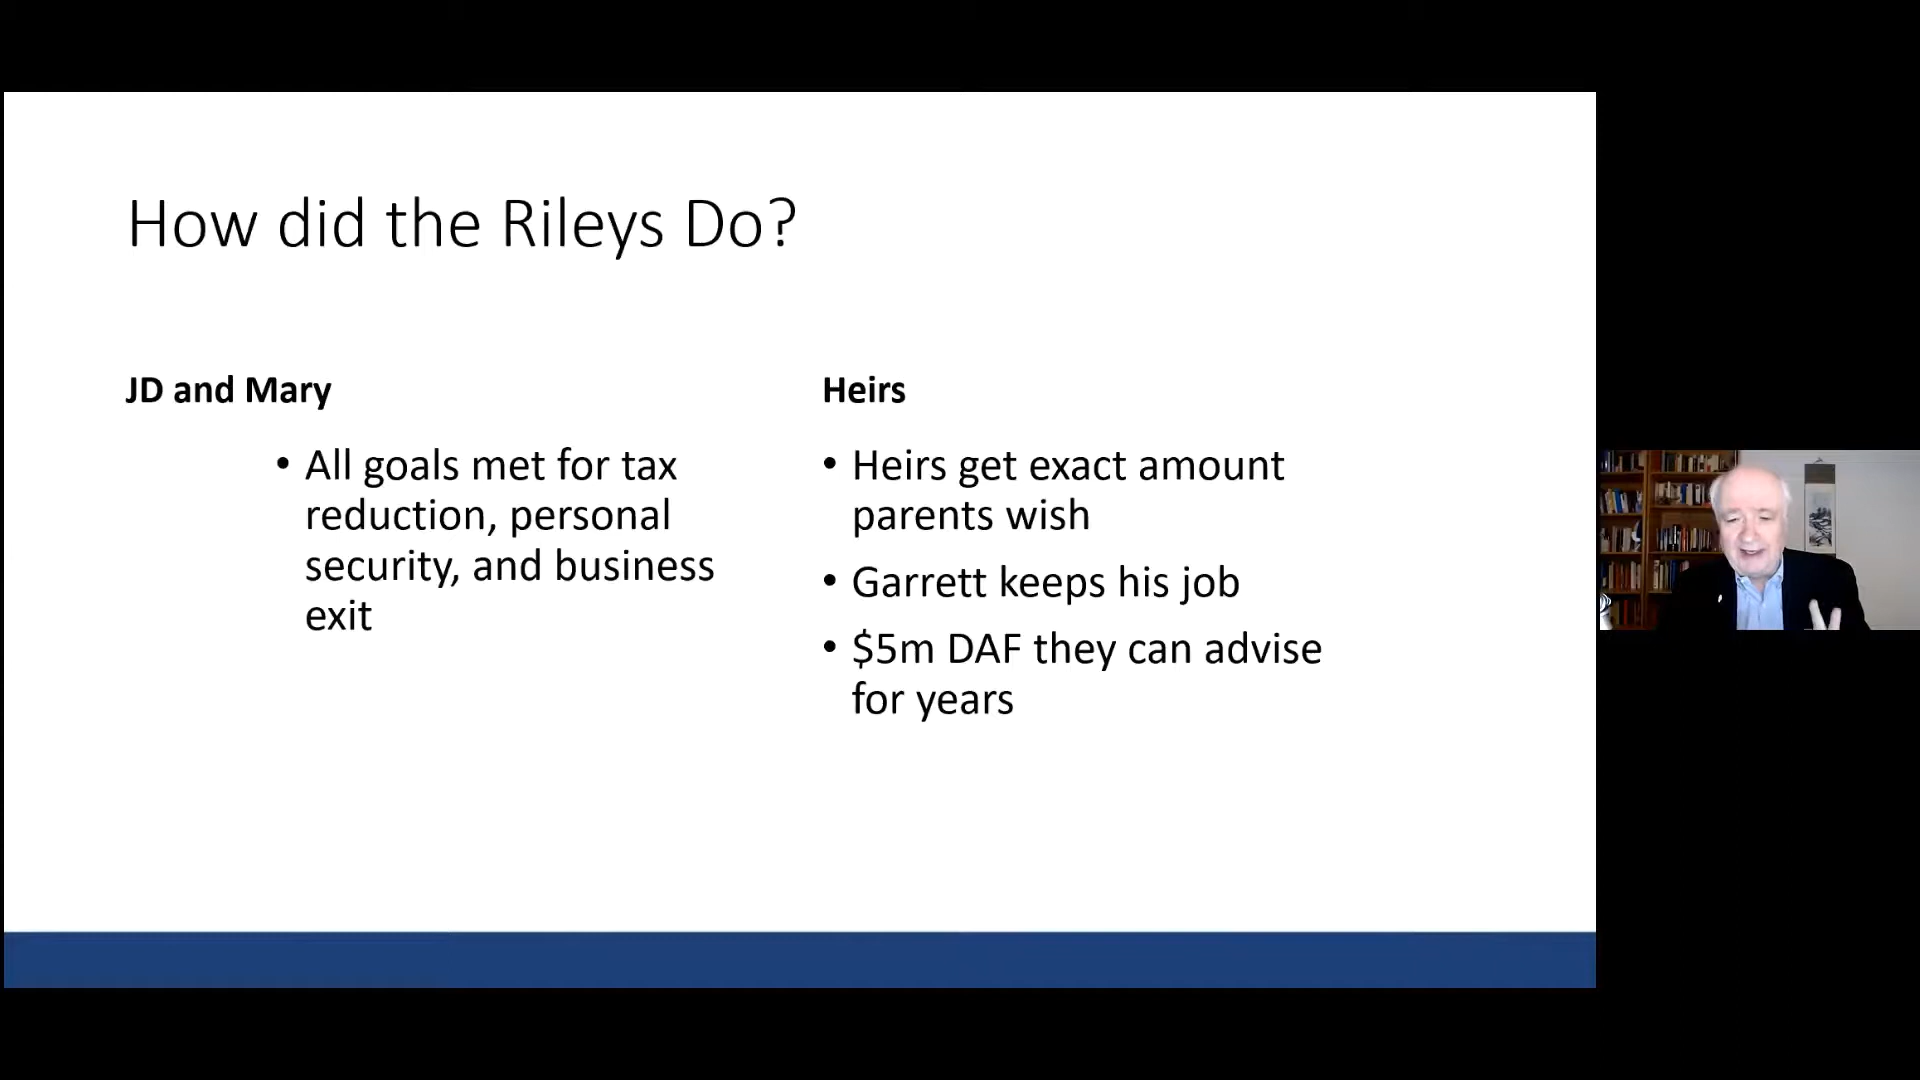 How did the Rileys Do?
JD and Mary
• All goals met for tax
reduction, personal
security, and business
exit
Heirs
• Heirs get exact amount
parents wish
• Garrett keeps his job
• $5m DAF they can advise
for years